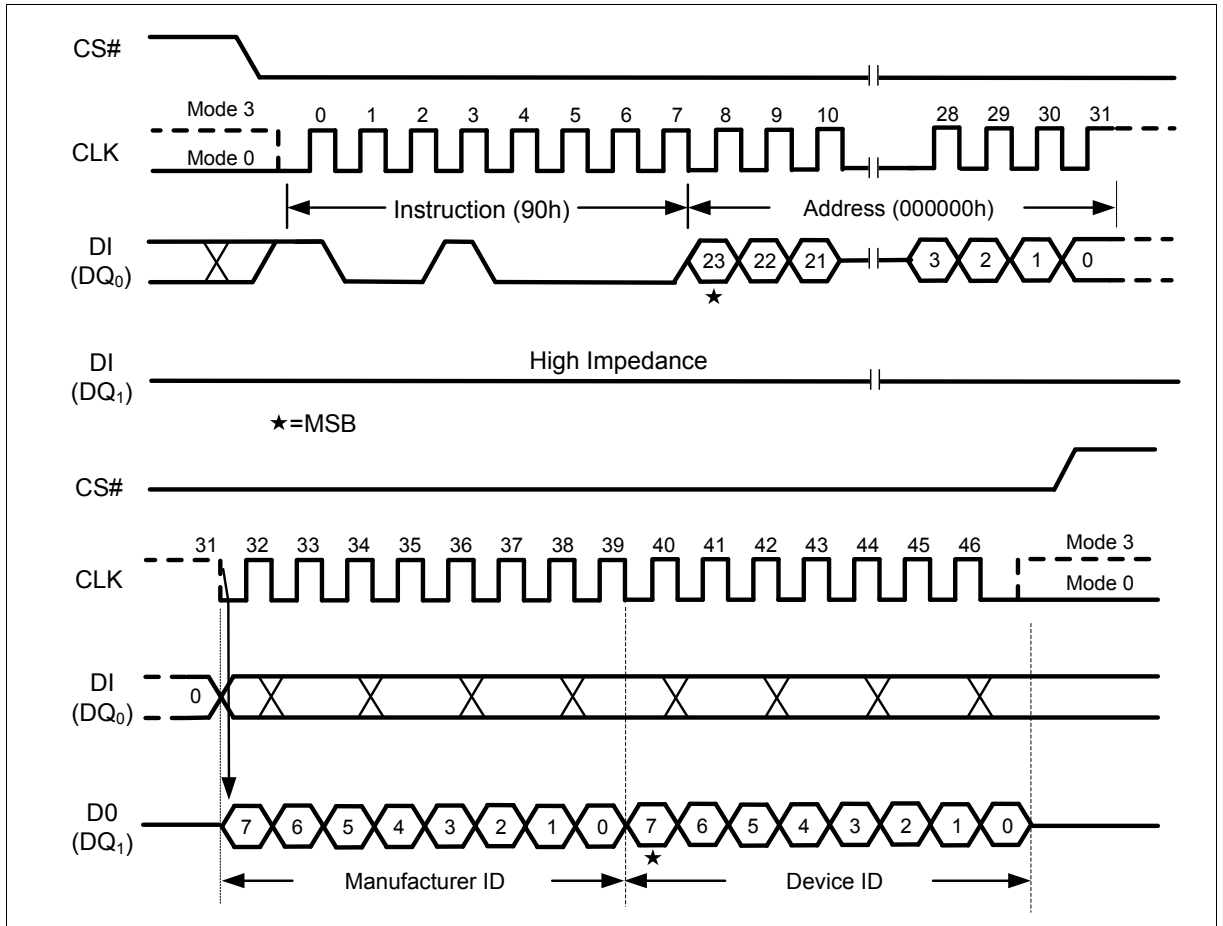 CS#
Mode 3
0 1 2 3 4 5 6 7 8 9 10 28 29 30 31
CLK
Mode 0
Instruction (90h) Address (000000h)
DI
(DQ0)
23 22 21 3 2 1 0
★
DI
(DQ1)
High Impedance
★=MSB
CS#
31 32 33 34 35 36 37 38 39 40 41 42 43 44 45 46
Mode 3
CLK
Mode 0
DI
(DQ0)
0
D0
(DQ1)
7 6 5 4 3 2 1 0 7 6 5 4 3 2 1 0
★
Manufacturer ID Device ID